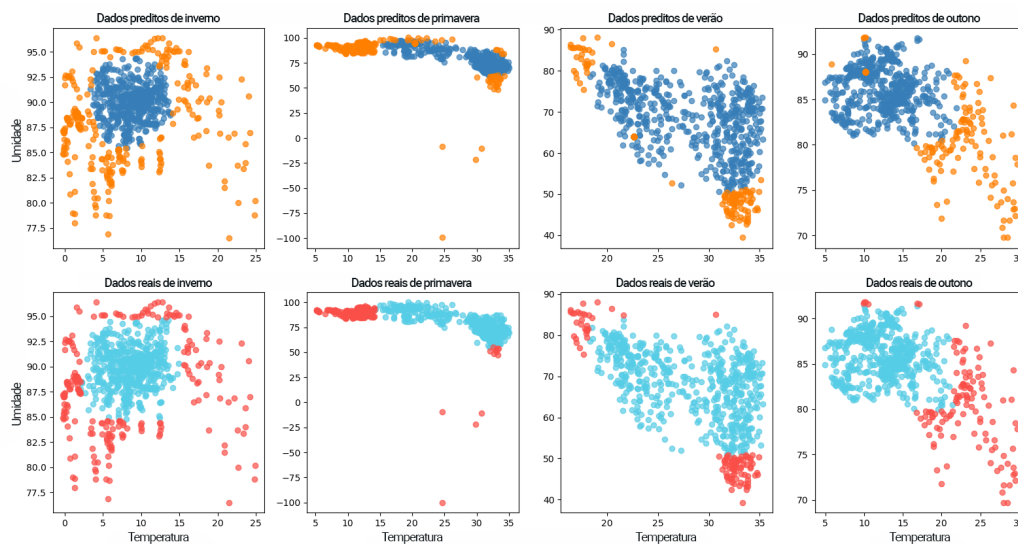 Dados preditos de inverno
Dados preditos de primavera
Dados preditos de verão
Dados preditos de outono
95.0
92.5
90.0
87.5
85.0
82.5
80.0
77.5
Umidade
0 5 10 15 20 25
100
75
50
25
0
−25
−50
−75
−100
5 10 15 20 25 30 35
90
80
70
60
50
40
20 25 30 35
90
85
80
75
70
5 10 15 20 25 30
Dados reais de inverno
Dados reais de primavera
Dados reais de verão
Dados reais de outono
95.0
92.5
90.0
87.5
85.0
82.5
80.0
77.5
Umidade
0 5 10 15 20 25
100
75
50
25
0
−25
−50
−75
−100
5 10 15 20 25 30 35
90
80
70
60
50
40
20 25 30 35
90
85
80
75
70
5 10 15 20 25 30
Temperatura
Temperatura
Temperatura
Temperatura